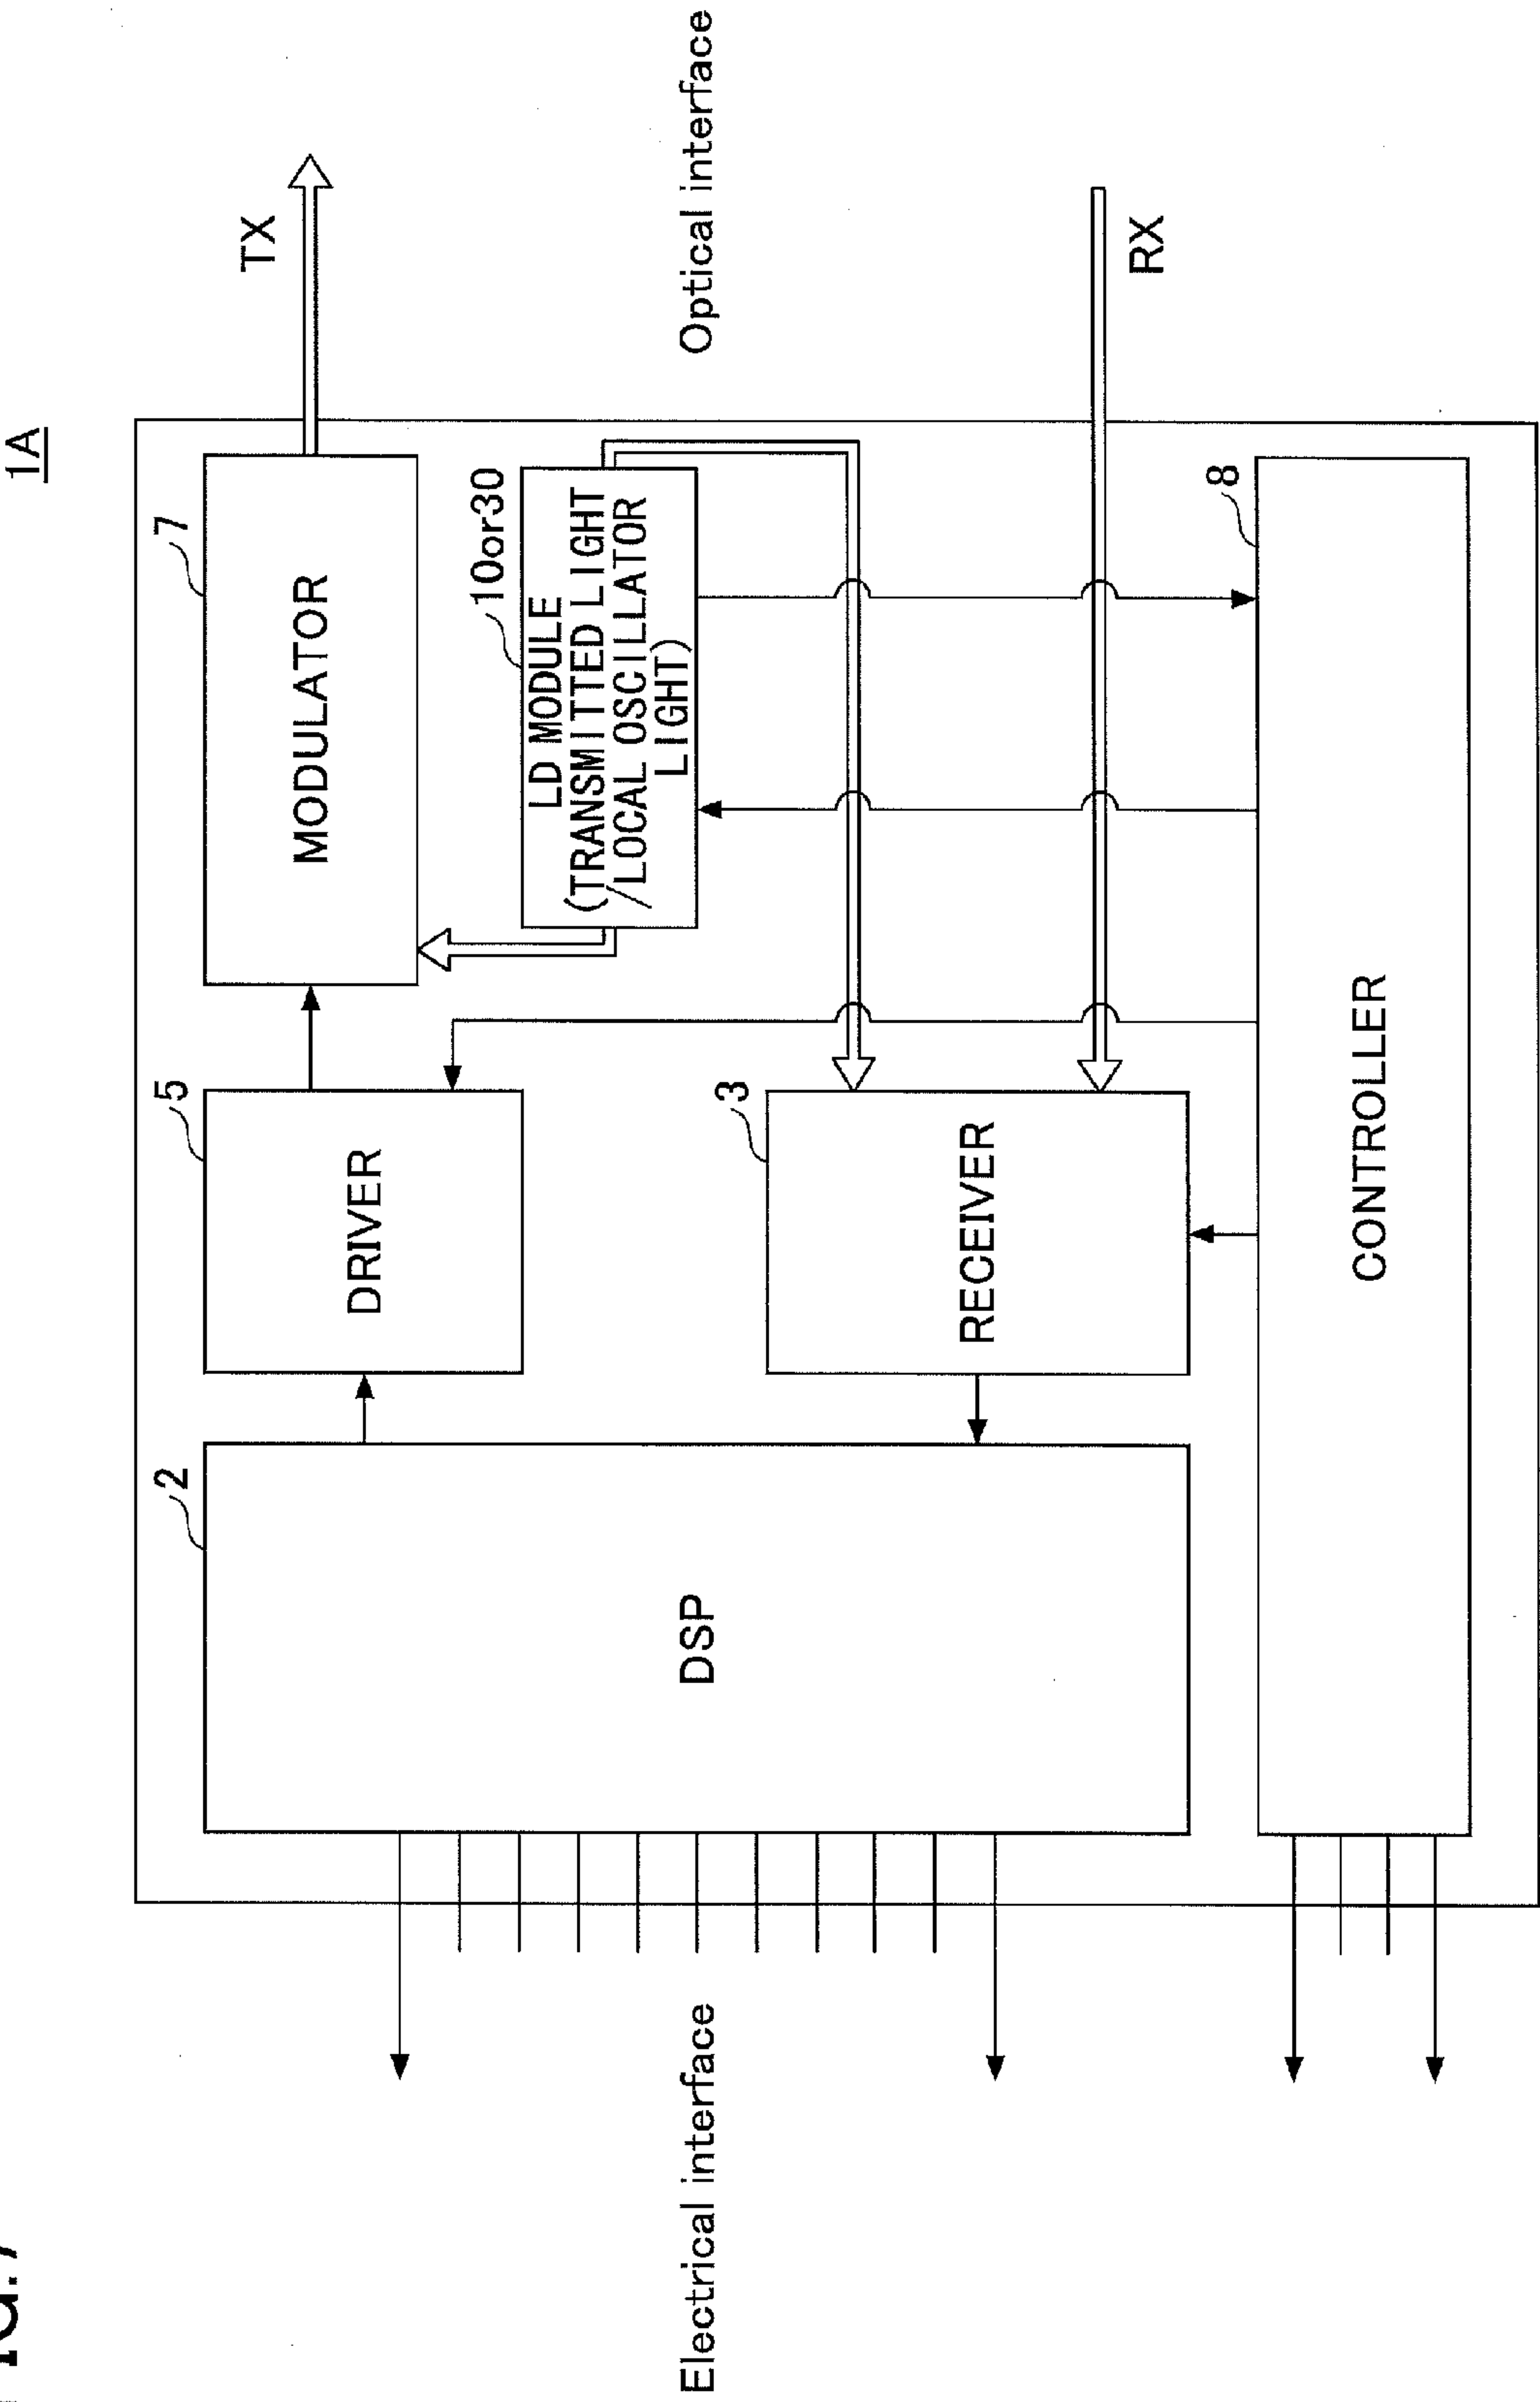 1A
TX
7
MODULATOR
10or30
LD MODULE
(TRANSMITTED LIGHT
/LOCAL OSCILLATOR
LIGHT)
Optical interface
5
DRIVER
3
RECEIVER
RX
2
DSP
8
CONTROLLER
Electrical interface